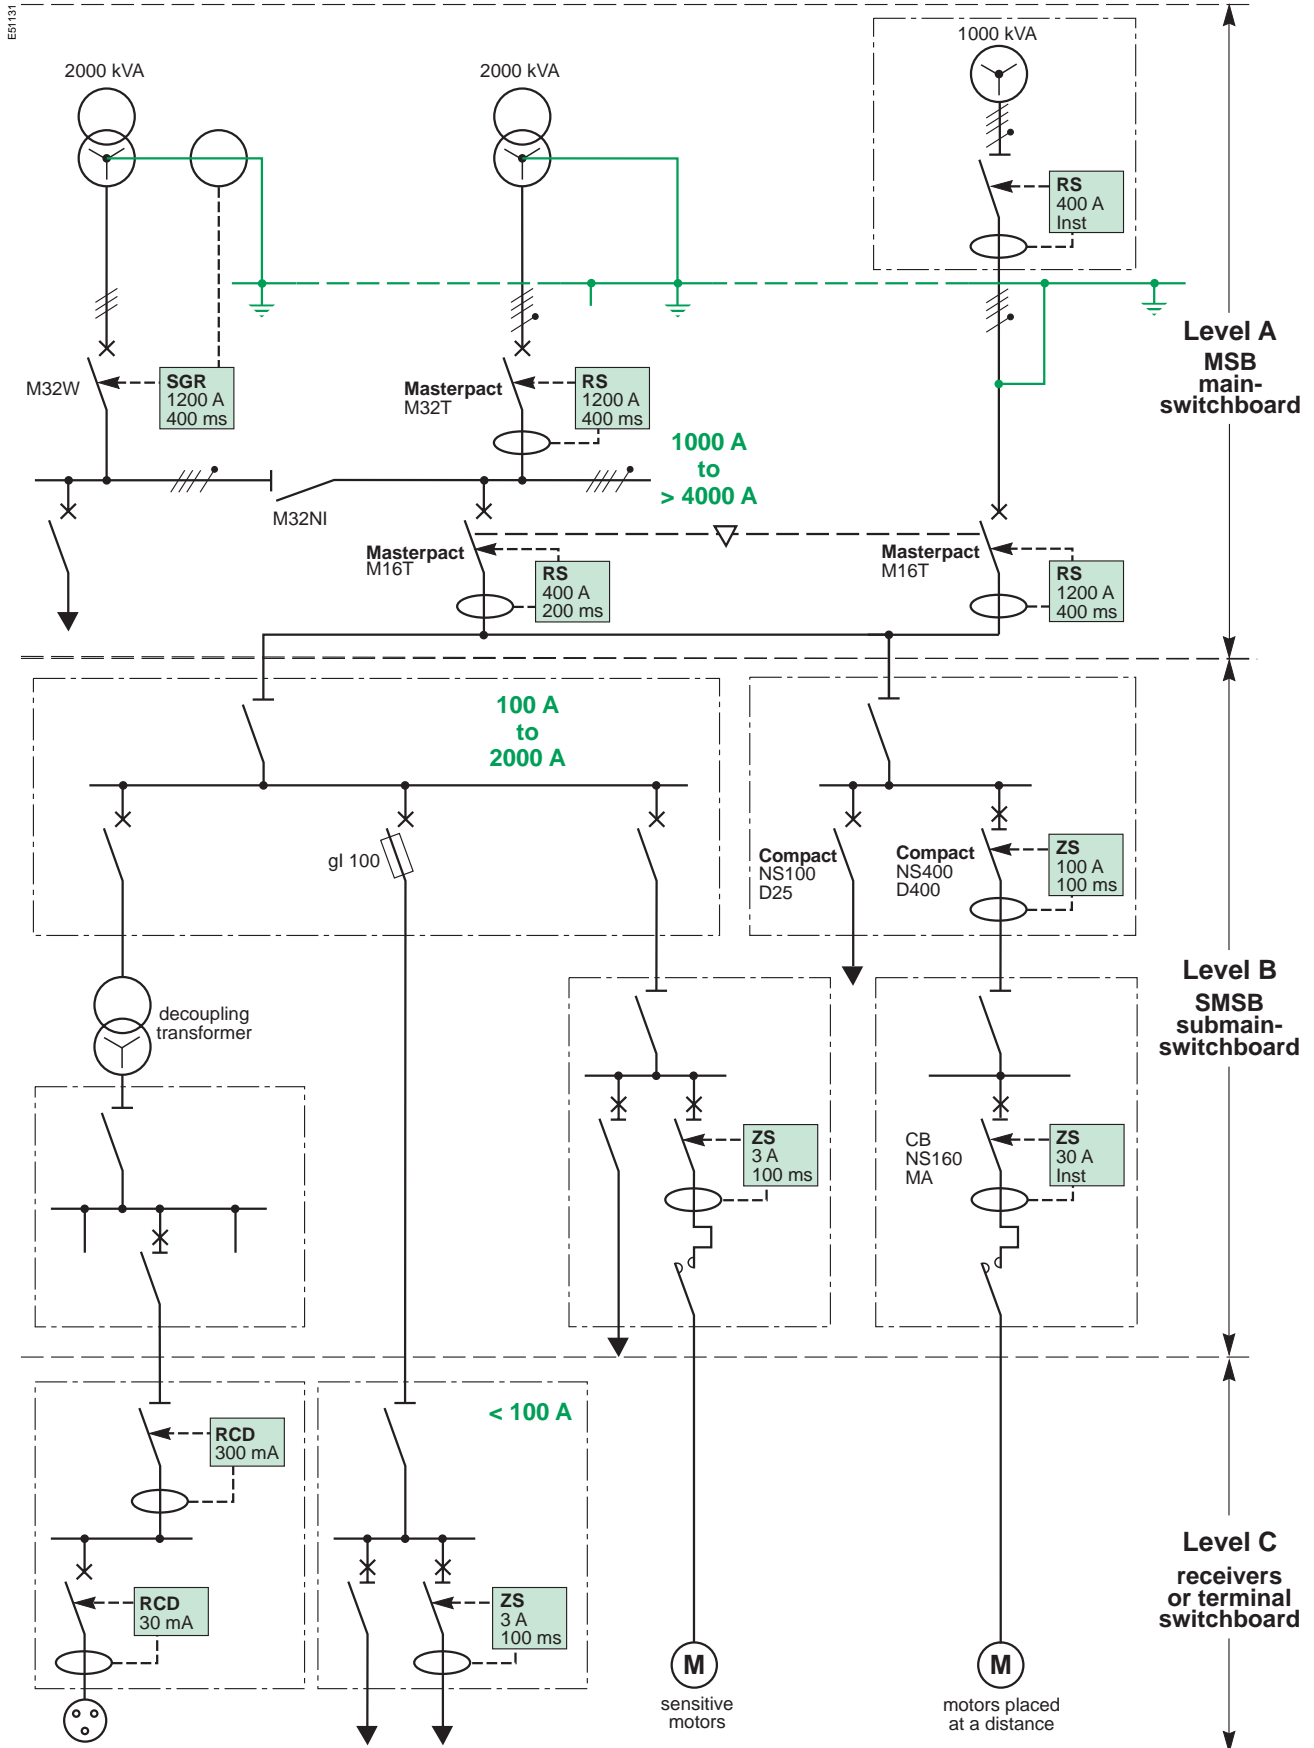 E51131
2000 kVA
2000 kVA
1000 kVA
RS
400 A
Inst
M32W
SGR
1200 A
400 ms
Masterpact
M32T
RS
1200 A
400 ms
Level A
MSB
main-
switchboard
1000 A
to
> 4000 A
M32NI
Masterpact
M16T
RS
400 A
200 ms
Masterpact
M16T
RS
1200 A
400 ms
100 A
to
2000 A
gl 100
Compact
NS100
D25
Compact
NS400
D400
ZS
100 A
100 ms
Level B
SMSB
submain-
switchboard
decoupling
transformer
ZS
3 A
100 ms
CB
NS160
MA
ZS
30 A
Inst
< 100 A
RCD
300 mA
RCD
30 mA
ZS
3 A
100 ms
Level C
receivers
or terminal
switchboard
M
sensitive
motors
M
motors placed
at a distance